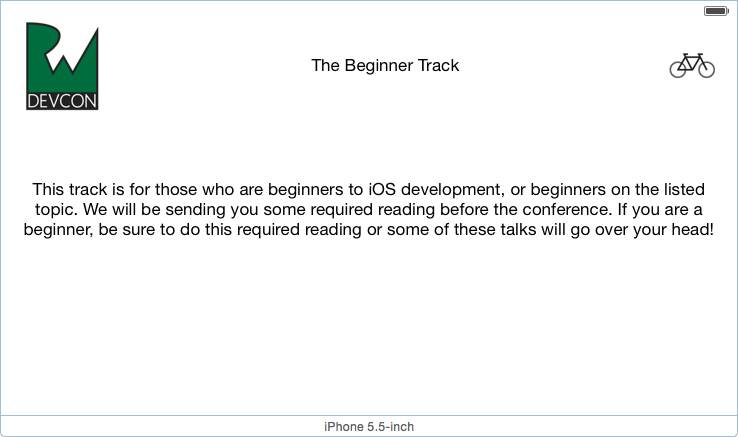 The Beginner Track
DEVCON
This track is for those who are beginners to iOS development, or beginners on the listed
topic. We will be sending you some required reading before the conference. If you are a
beginner, be sure to do this required reading or some of these talks will go over your head!
iPhone 5.5-inch